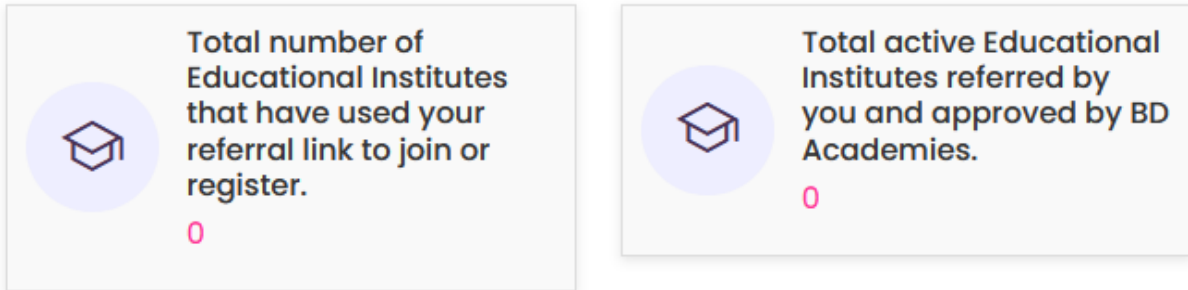 Total number of
Educational Institutes
that have used your
referral link to join or
register.
0
Total active Educational
Institutes referred by
you and approved by BD
Academies.
0